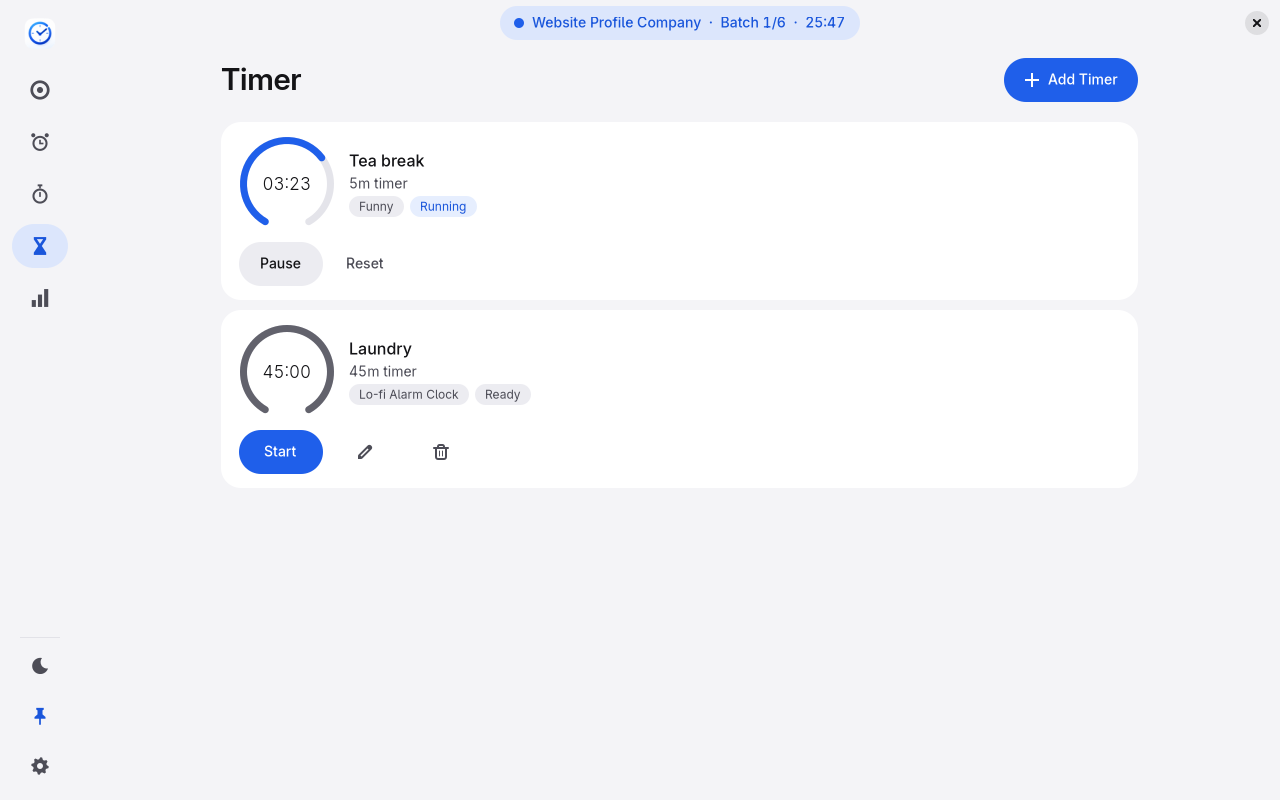 Website Profile Company · Batch 1/6 · 25:47
Timer
Add Timer
03:23
Tea break
5m timer
Funny
Running
Pause
Reset
45:00
Laundry
45m timer
Lo-fi Alarm Clock
Ready
Start